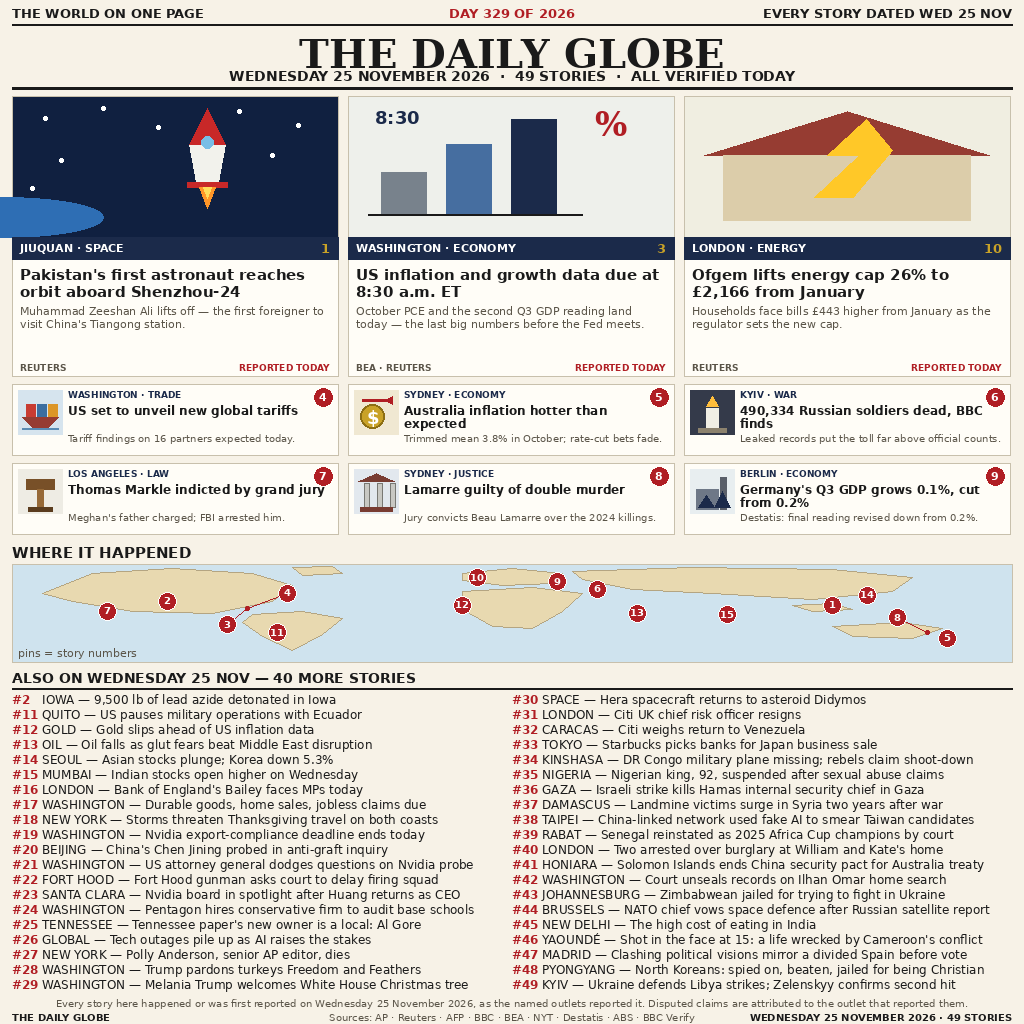 THE WORLD ON ONE PAGE
DAY 329 OF 2026
EVERY STORY DATED WED 25 NOV
THE DAILY GLOBE
WEDNESDAY 25 NOVEMBER 2026 · 49 STORIES · ALL VERIFIED TODAY
8:30
%
JIUQUAN · SPACE 1
Pakistan's first astronaut reaches
orbit aboard Shenzhou-24
Muhammad Zeeshan Ali lifts off — the first foreigner to
visit China's Tiangong station.
REUTERS REPORTED TODAY
WASHINGTON · ECONOMY 3
US inflation and growth data due at
8:30 a.m. ET
October PCE and the second Q3 GDP reading land
today — the last big numbers before the Fed meets.
BEA · REUTERS REPORTED TODAY
LONDON · ENERGY 10
Ofgem lifts energy cap 26% to
£2,166 from January
Households face bills £443 higher from January as the
regulator sets the new cap.
REUTERS REPORTED TODAY
WASHINGTON · TRADE 4
US set to unveil new global tariffs
Tariff findings on 16 partners expected today.
$
SYDNEY · ECONOMY 5
Australia inflation hotter than
expected
Trimmed mean 3.8% in October; rate-cut bets fade.
KYIV · WAR 6
490,334 Russian soldiers dead, BBC
finds
Leaked records put the toll far above official counts.
LOS ANGELES · LAW 7
Thomas Markle indicted by grand jury
Meghan's father charged; FBI arrested him.
SYDNEY · JUSTICE 8
Lamarre guilty of double murder
Jury convicts Beau Lamarre over the 2024 killings.
BERLIN · ECONOMY 9
Germany's Q3 GDP grows 0.1%, cut
from 0.2%
Destatis: final reading revised down from 0.2%.
WHERE IT HAPPENED
7
2
3
4
11
12
10
9
6
13
15
1
14
8
5
pins = story numbers
ALSO ON WEDNESDAY 25 NOV — 40 MORE STORIES
#2 IOWA — 9,500 lb of lead azide detonated in Iowa
#11 QUITO — US pauses military operations with Ecuador
#12 GOLD — Gold slips ahead of US inflation data
#13 OIL — Oil falls as glut fears beat Middle East disruption
#14 SEOUL — Asian stocks plunge; Korea down 5.3%
#15 MUMBAI — Indian stocks open higher on Wednesday
#16 LONDON — Bank of England's Bailey faces MPs today
#17 WASHINGTON — Durable goods, home sales, jobless claims due
#18 NEW YORK — Storms threaten Thanksgiving travel on both coasts
#19 WASHINGTON — Nvidia export-compliance deadline ends today
#20 BEIJING — China's Chen Jining probed in anti-graft inquiry
#21 WASHINGTON — US attorney general dodges questions on Nvidia probe
#22 FORT HOOD — Fort Hood gunman asks court to delay firing squad
#23 SANTA CLARA — Nvidia board in spotlight after Huang returns as CEO
#24 WASHINGTON — Pentagon hires conservative firm to audit base schools
#25 TENNESSEE — Tennessee paper's new owner is a local: Al Gore
#26 GLOBAL — Tech outages pile up as AI raises the stakes
#27 NEW YORK — Polly Anderson, senior AP editor, dies
#28 WASHINGTON — Trump pardons turkeys Freedom and Feathers
#29 WASHINGTON — Melania Trump welcomes White House Christmas tree
#30 SPACE — Hera spacecraft returns to asteroid Didymos
#31 LONDON — Citi UK chief risk officer resigns
#32 CARACAS — Citi weighs return to Venezuela
#33 TOKYO — Starbucks picks banks for Japan business sale
#34 KINSHASA — DR Congo military plane missing; rebels claim shoot-down
#35 NIGERIA — Nigerian king, 92, suspended after sexual abuse claims
#36 GAZA — Israeli strike kills Hamas internal security chief in Gaza
#37 DAMASCUS — Landmine victims surge in Syria two years after war
#38 TAIPEI — China-linked network used fake AI to smear Taiwan candidates
#39 RABAT — Senegal reinstated as 2025 Africa Cup champions by court
#40 LONDON — Two arrested over burglary at William and Kate's home
#41 HONIARA — Solomon Islands ends China security pact for Australia treaty
#42 WASHINGTON — Court unseals records on Ilhan Omar home search
#43 JOHANNESBURG — Zimbabwean jailed for trying to fight in Ukraine
#44 BRUSSELS — NATO chief vows space defence after Russian satellite report
#45 NEW DELHI — The high cost of eating in India
#46 YAOUNDÉ — Shot in the face at 15: a life wrecked by Cameroon's conflict
#47 MADRID — Clashing political visions mirror a divided Spain before vote
#48 PYONGYANG — North Koreans: spied on, beaten, jailed for being Christian
#49 KYIV — Ukraine defends Libya strikes; Zelenskyy confirms second hit
Every story here happened or was first reported on Wednesday 25 November 2026, as the named outlets reported it. Disputed claims are attributed to the outlet that reported them.
THE DAILY GLOBE
Sources: AP · Reuters · AFP · BBC · BEA · NYT · Destatis · ABS · BBC Verify
WEDNESDAY 25 NOVEMBER 2026 · 49 STORIES